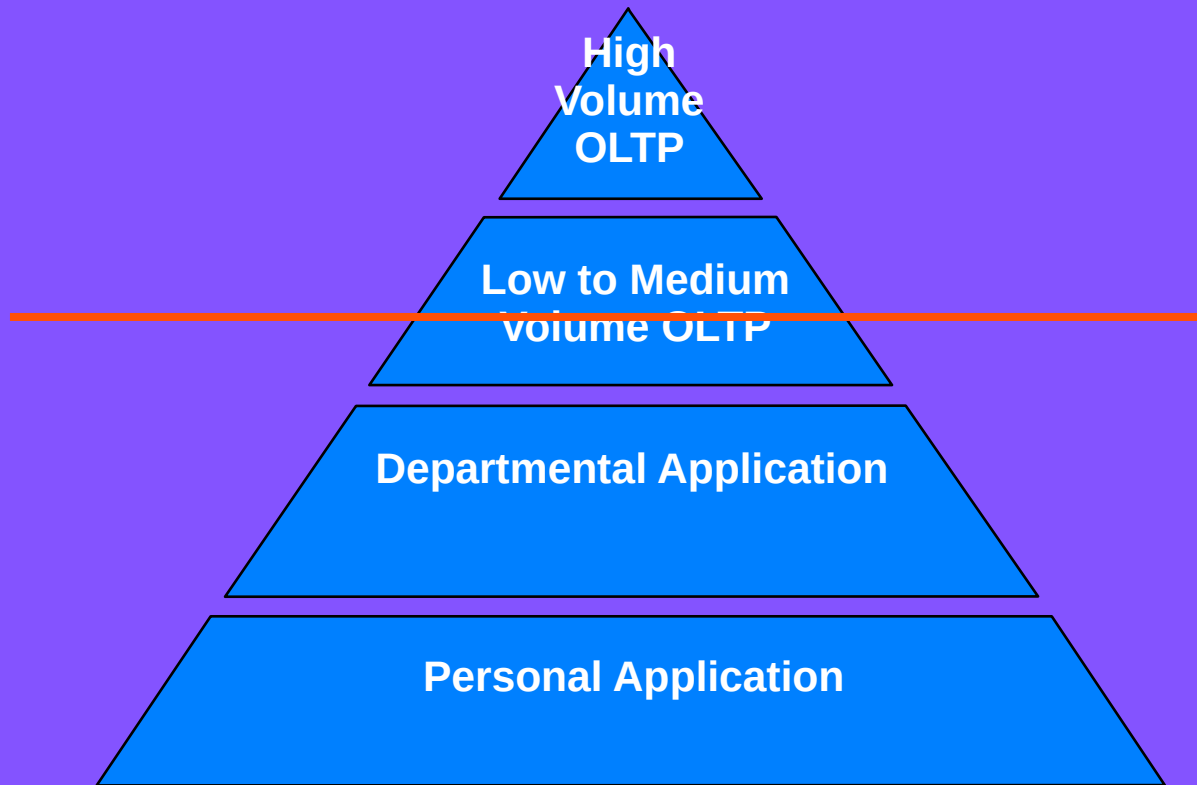 High
Volume
OLTP
Low to Medium
Volume OLTP
Departmental Application
Personal Application